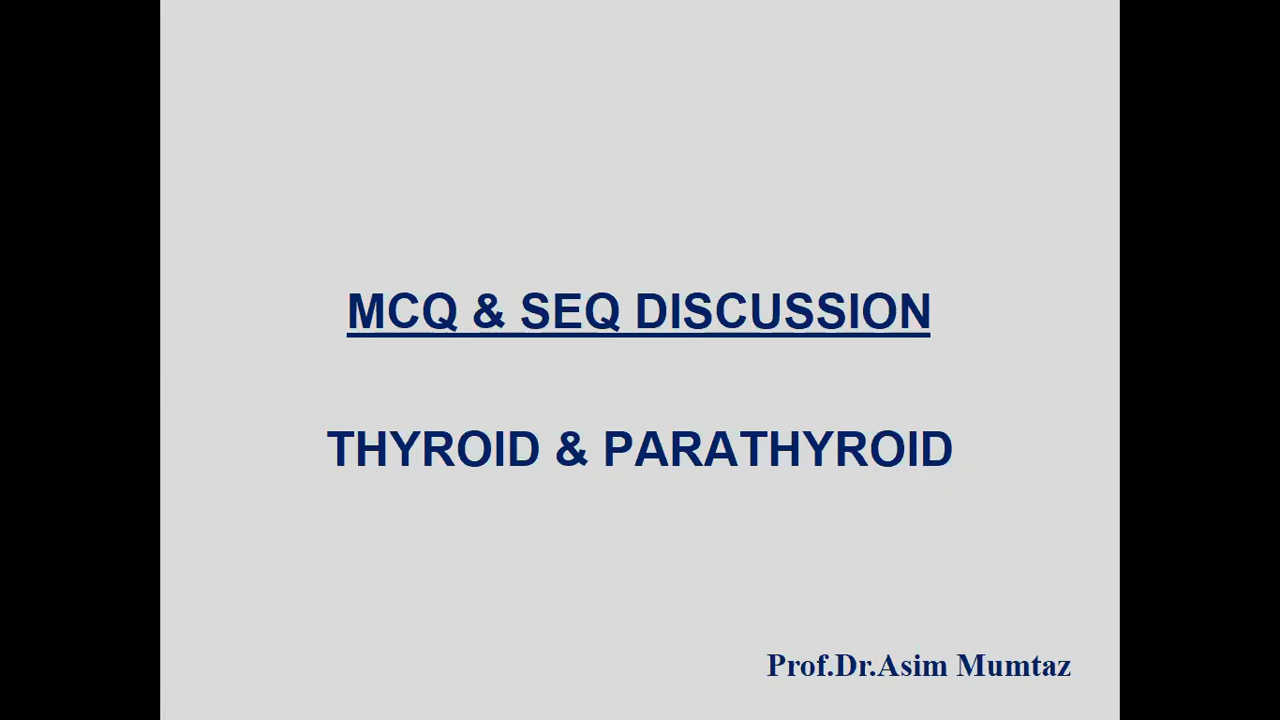 MCQ & SEQ DISCUSSION
THYROID & PARATHYROID
Prof.Dr.Asim Mumtaz